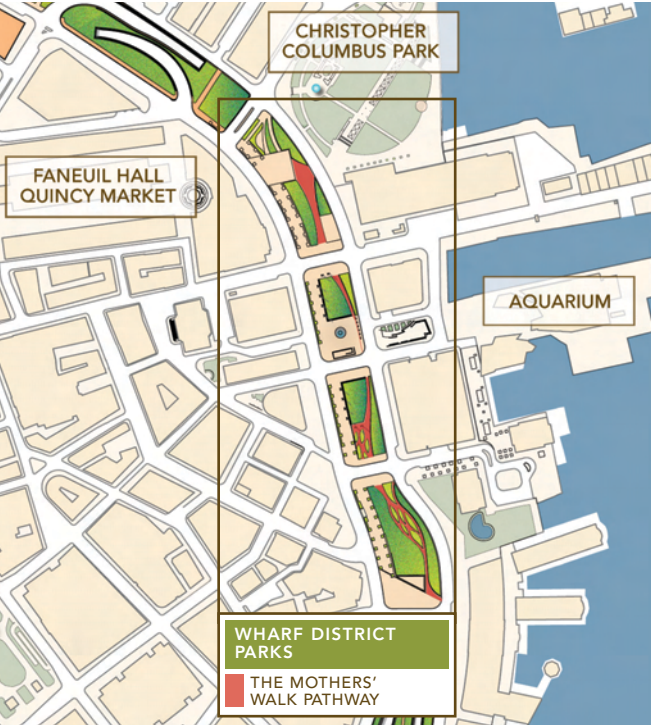 CHRISTOPHER
COLUMBUS PARK
FANEUIL HALL
QUINCY MARKET
AQUARIUM
WHARF DISTRICT
PARKS
THE MOTHERS'
WALK PATHWAY